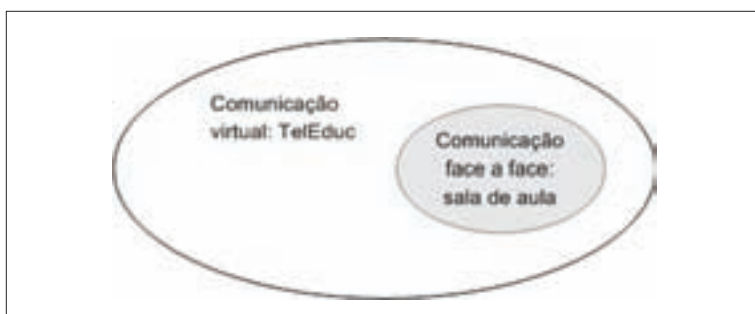 Comunicação
virtual: TelEduc
Comunicação
face a face:
sala de aula